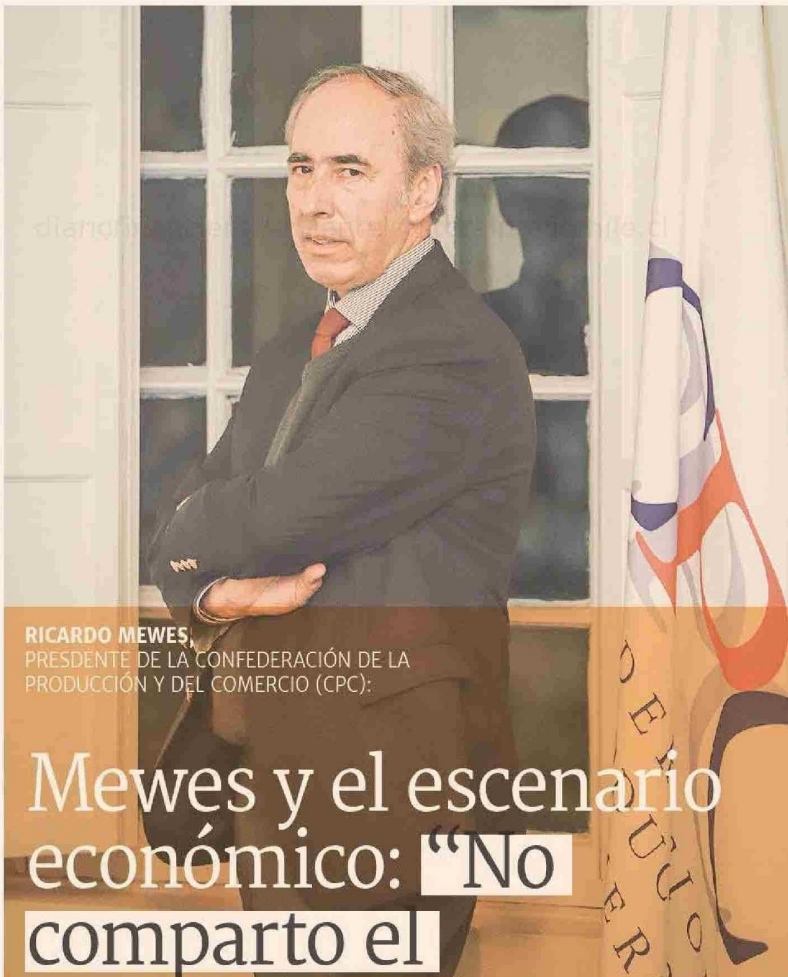 RICARDO MEWES,
PRESDENTE DE LA CONFEDERACIÓN DE LA
PRODUCCIÓN Y DEL COMERCIO (CPC):
Mewes y el escenario
económico: “No
comparto el